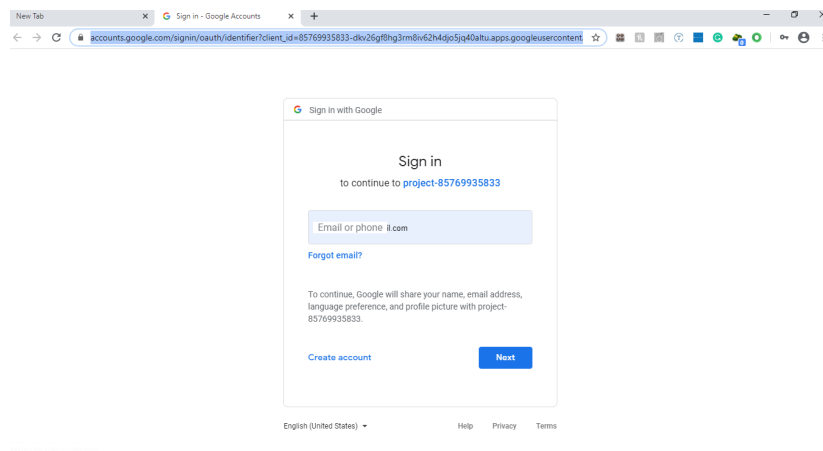 New Tab
Sign in - Google Accounts
accounts.google.com/signin/oauth/identifier?client_id=85769935833-dkv26gf8hg3rm8iv62h4djo5jq40altu.apps.googleusercontent.
Sign in with Google
Sign in
to continue to project-85769935833
Email or phone il.com
Forgot email?
To continue, Google will share your name, email address,
language preference, and profile picture with project-
85769935833.
Create account
Next
English (United States)
Help Privacy Terms